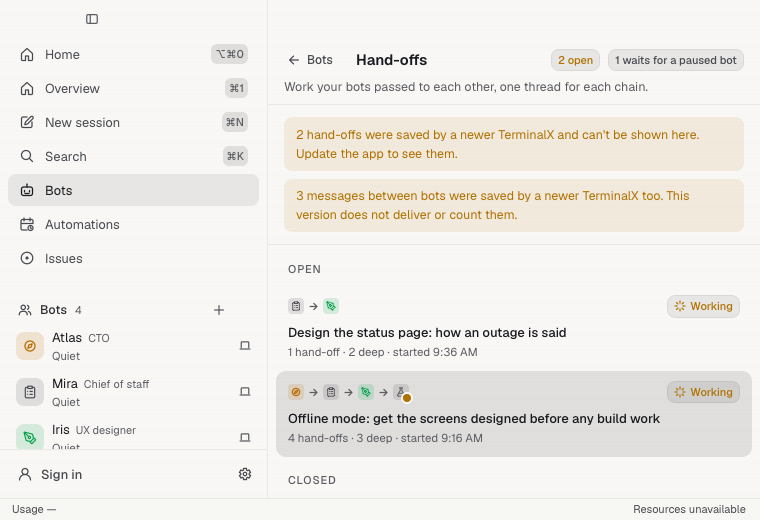 Home ⌥⌘0
Overview ⌘1
New session ⌘N
Search ⌘K
Bots
Automations
Issues
Bots 4
Atlas CTO
Quiet
Mira Chief of staff
Quiet
Iris UX designer
Quiet
Sign in
Bots
Hand-offs
2 open
1 waits for a paused bot
Work your bots passed to each other, one thread for each chain.
2 hand-offs were saved by a newer TerminalX and can't be shown here.
Update the app to see them.
3 messages between bots were saved by a newer TerminalX too. This
version does not deliver or count them.
OPEN
Working
Design the status page: how an outage is said
1 hand-off · 2 deep · started 9:36 AM
Working
Offline mode: get the screens designed before any build work
4 hand-offs · 3 deep · started 9:16 AM
CLOSED
Usage —
Resources unavailable